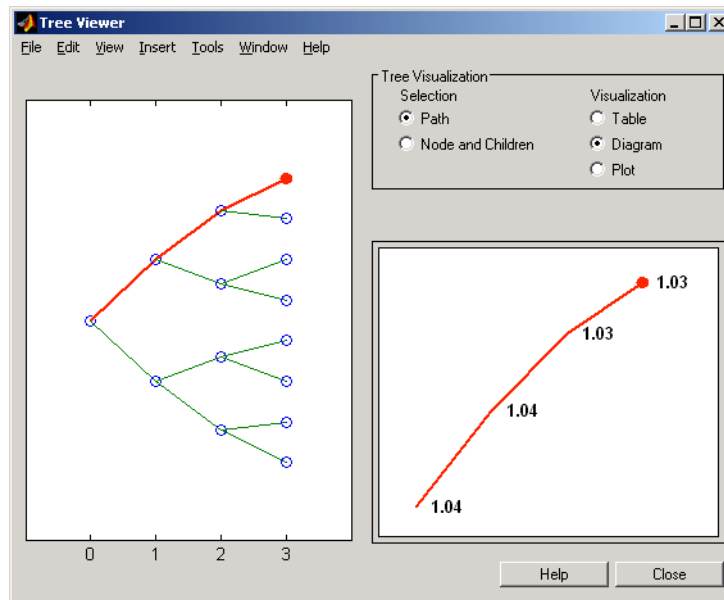 Tree Viewer
File Edit View Insert Tools Window Help
Tree Visualization
Selection
Path
Node and Children
Visualization
Table
Diagram
Plot
0 1 2 3
1.03
1.03
1.04
1.04
Help Close